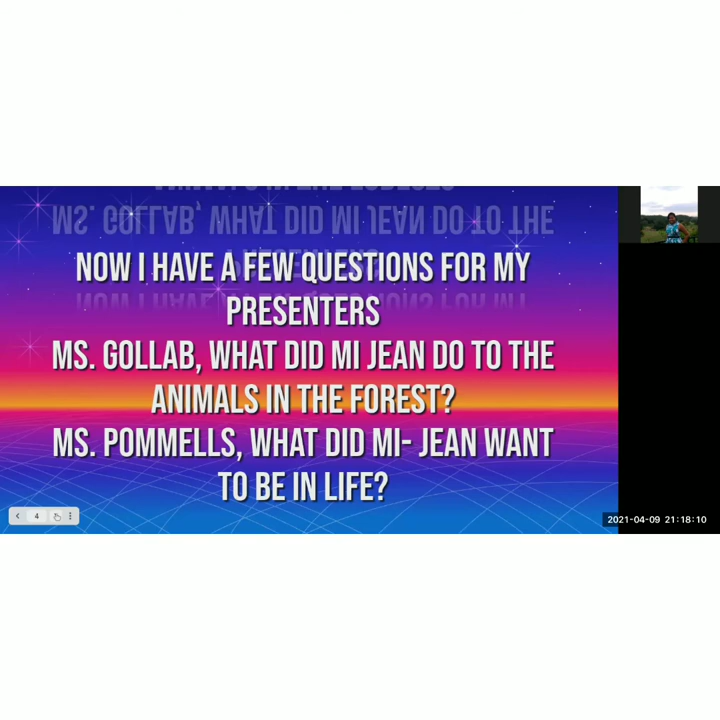 NOW I HAVE A FEW QUESTIONS FOR MY
PRESENTERS
MS. GOLLAB, WHAT DID MI JEAN DO TO THE
ANIMALS IN THE FOREST?
MS. POMMELLS, WHAT DID MI- JEAN WANT
TO BE IN LIFE?
4
2021-04-09 21:18:10